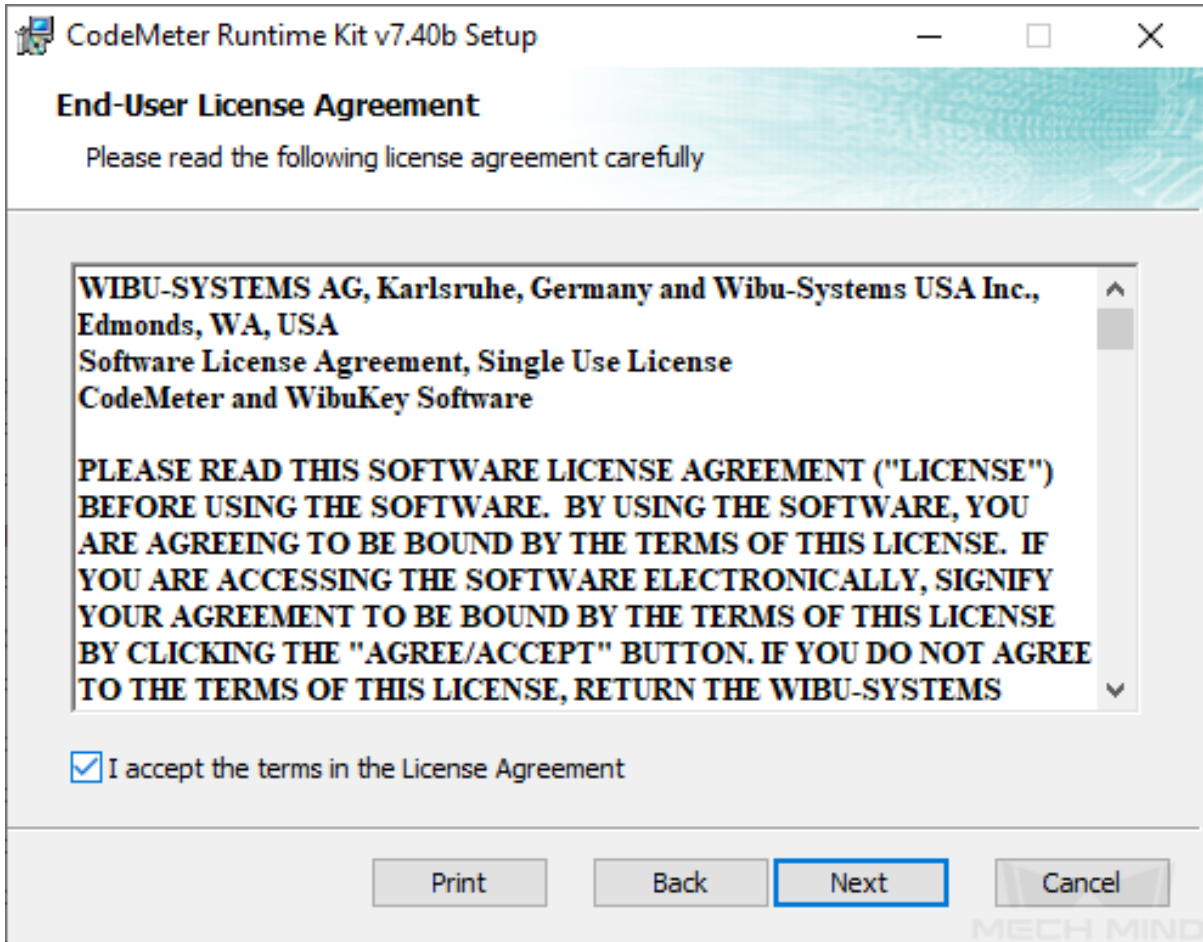 CodeMeter Runtime Kit v7.40b Setup
End-User License Agreement
Please read the following license agreement carefully
WIBU-SYSTEMS AG, Karlsruhe, Germany and Wibu-Systems USA Inc.,
Edmonds, WA, USA
Software License Agreement, Single Use License
CodeMeter and WibuKey Software
PLEASE READ THIS SOFTWARE LICENSE AGREEMENT ("LICENSE")
BEFORE USING THE SOFTWARE.  BY USING THE SOFTWARE, YOU
ARE AGREEING TO BE BOUND BY THE TERMS OF THIS LICENSE.  IF
YOU ARE ACCESSING THE SOFTWARE ELECTRONICALLY, SIGNIFY
YOUR AGREEMENT TO BE BOUND BY THE TERMS OF THIS LICENSE
BY CLICKING THE "AGREE/ACCEPT" BUTTON. IF YOU DO NOT AGREE
TO THE TERMS OF THIS LICENSE, RETURN THE WIBU-SYSTEMS
I accept the terms in the License Agreement
Print Back Next Cancel
MECH MIND